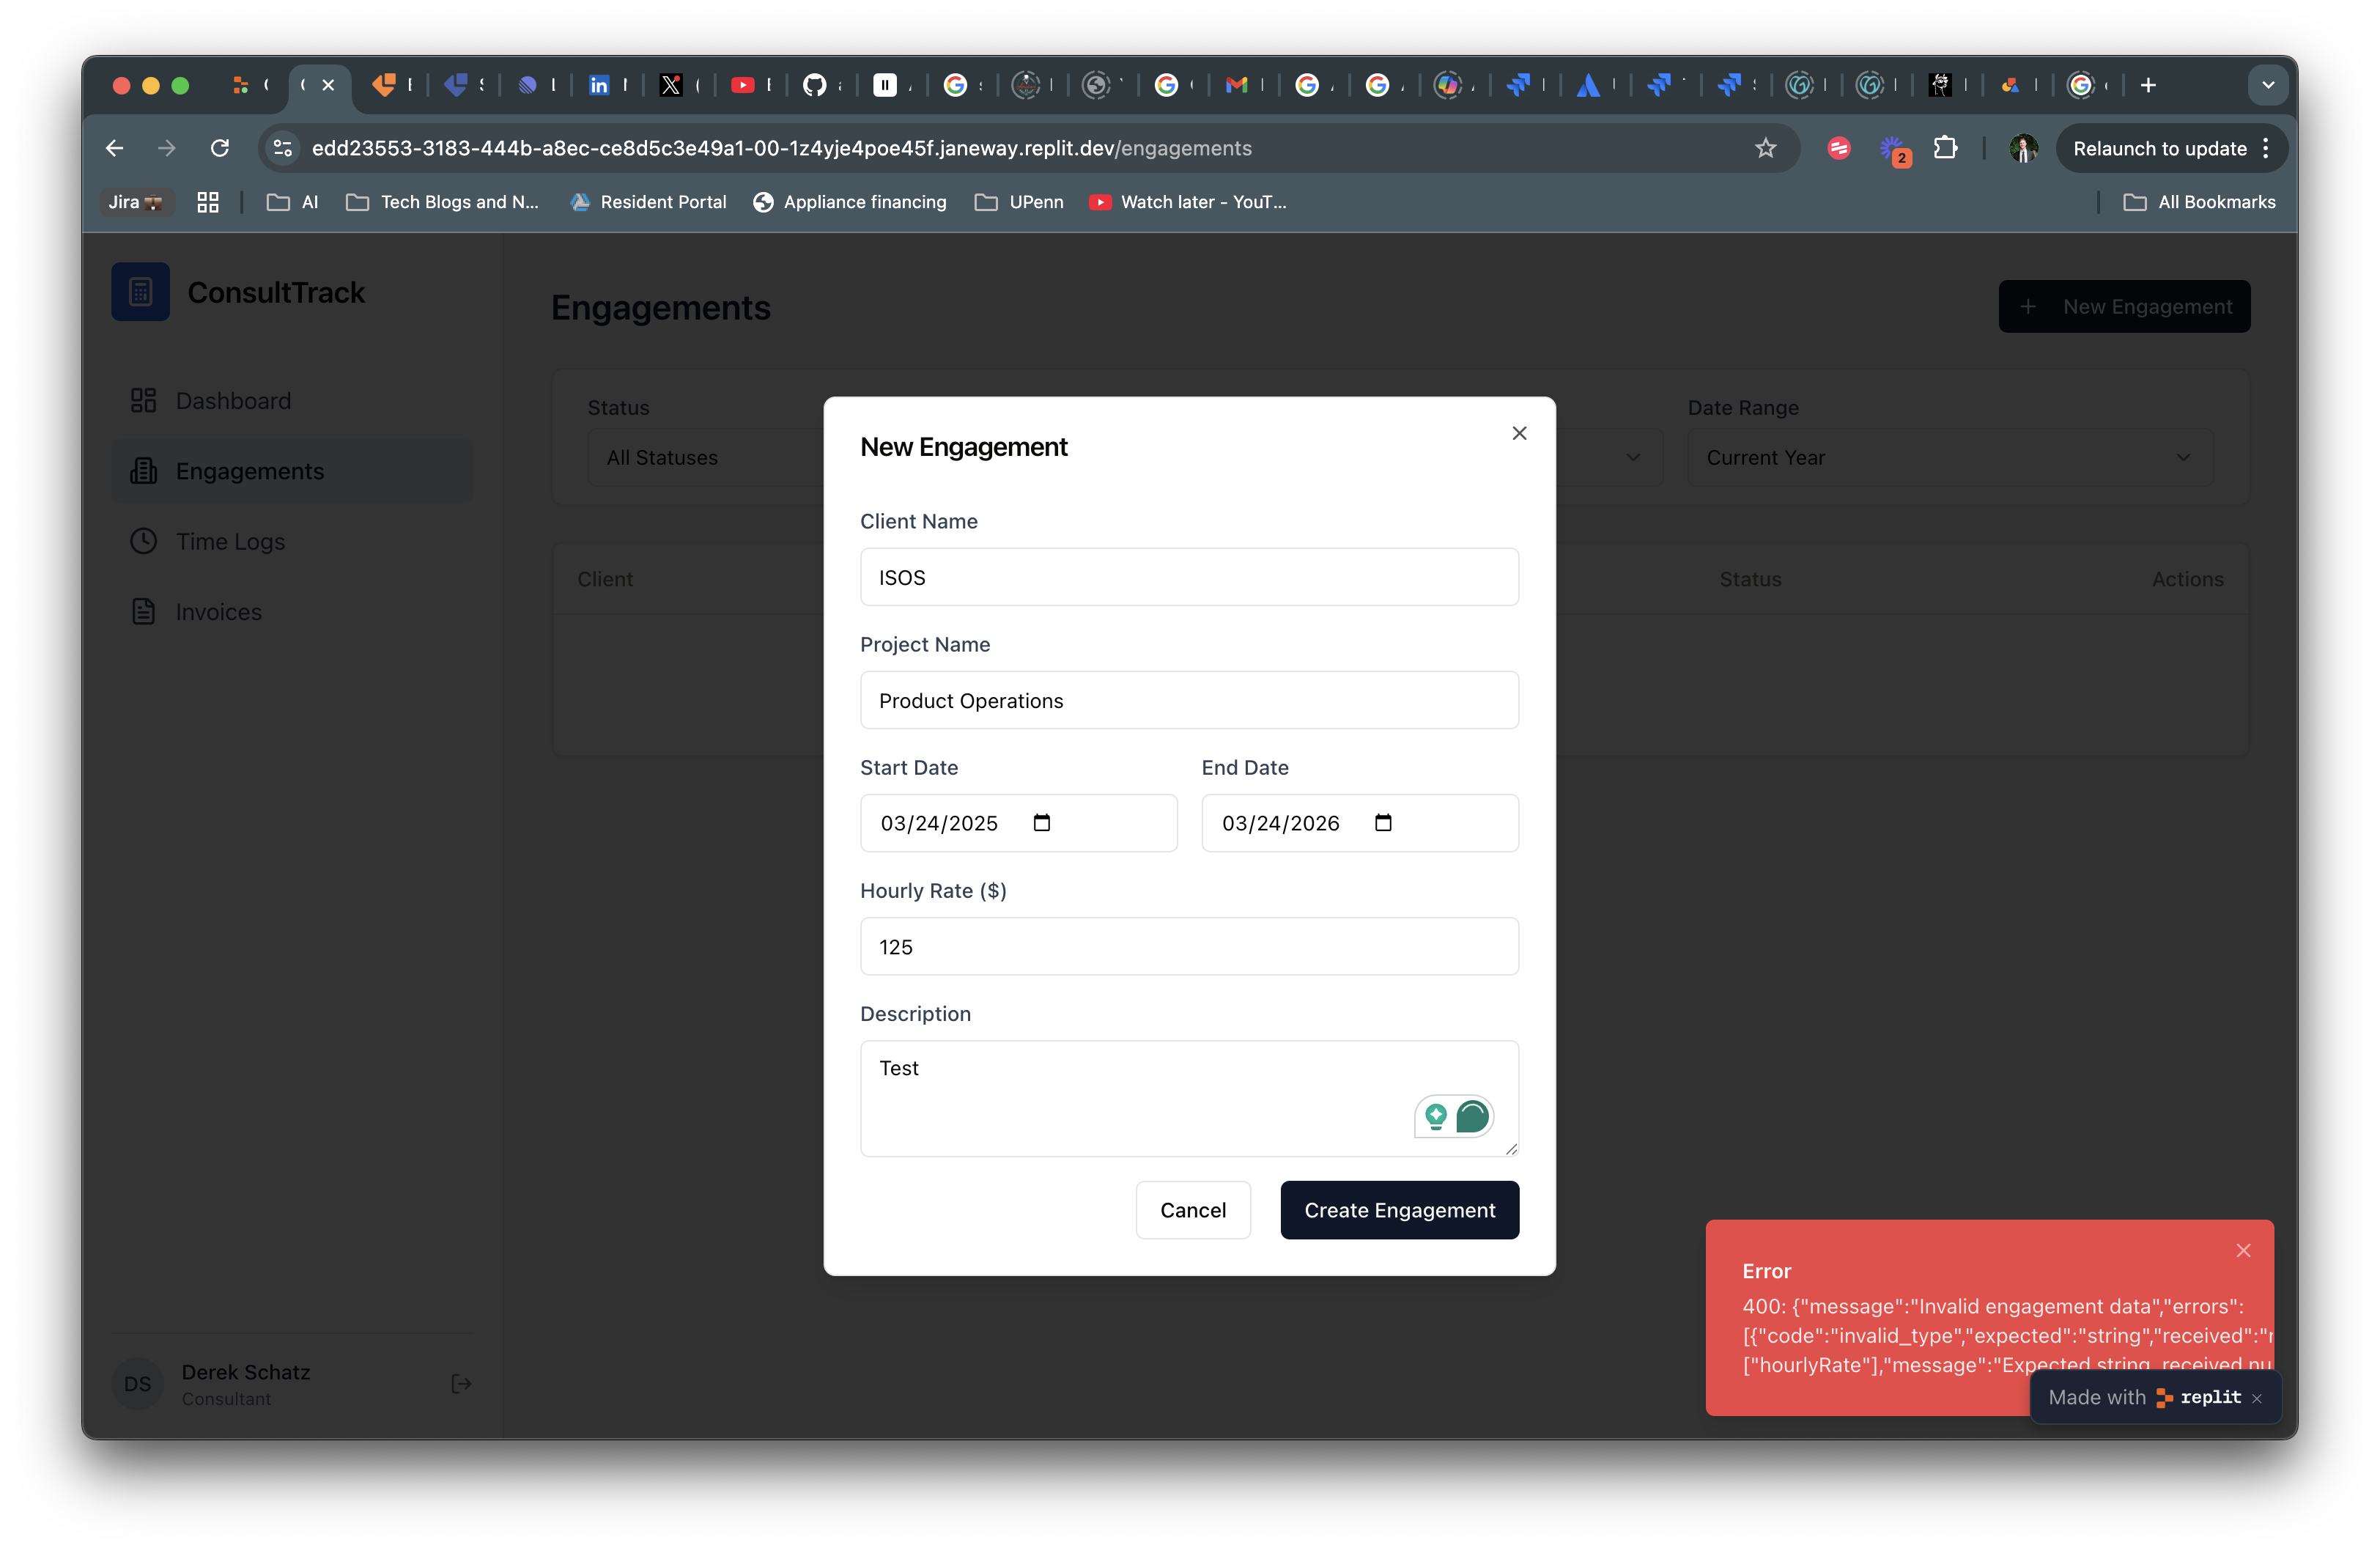 edd23553-3183-444b-a8ec-ce8d5c3e49a1-00-1z4yje4poe45f.janeway.replit.dev/engagements
2
Relaunch to update
Jira
AI
Tech Blogs and N...
Resident Portal
Appliance financing
UPenn
Watch later - YouT...
All Bookmarks
ConsultTrack
Dashboard
Engagements
Time Logs
Invoices
Derek Schatz
DS
Consultant
Engagements
+ New Engagement
Status
All Statuses
Date Range
Current Year
Client
Status
Actions
New Engagement
Client Name
ISOS
Project Name
Product Operations
Start Date
End Date
03/24/2025
03/24/2026
Hourly Rate ($)
125
Description
Test
Cancel
Create Engagement
Error
400: {"message":"Invalid engagement data","errors":
[{"code":"invalid_type","expected":"string","received":"
["hourlyRate"],"message":"Expected string, received nu
Made with replit